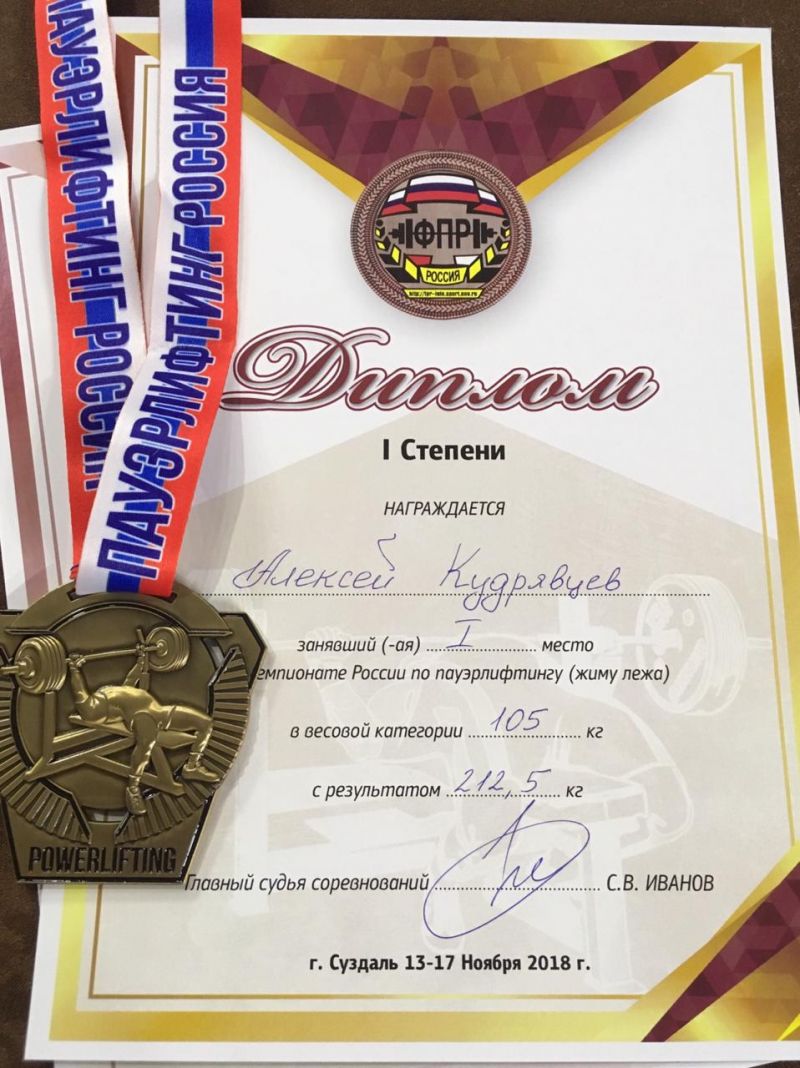 ПАУЭРЛИФТИНГ РОССИЯ
ПАУЭРЛИФТИНГ РОССИЯ
ФПР
РОССИЯ
Диплом
I Степени
НАГРАЖДАЕТСЯ
Алексей Кудрявцев
занявший (-ая) I место
емпионате России по пауэрлифтингу (жиму лежа)
в весовой категории 105 кг
с результатом 212,5 кг
POWERLIFTING
Главный судья соревнований С.В. ИВАНОВ
г. Суздаль 13-17 Ноября 2018 г.